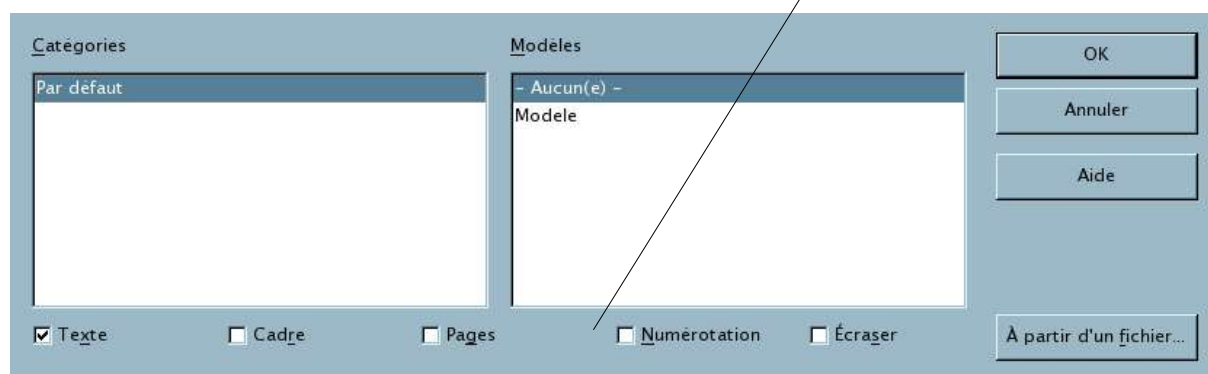 Catégories
Modèles
OK
Par défaut
– Aucun(e) –
Modele
Annuler
Aide
Texte
Cadre
Pages
Numérotation
Écraser
À partir d'un fichier...